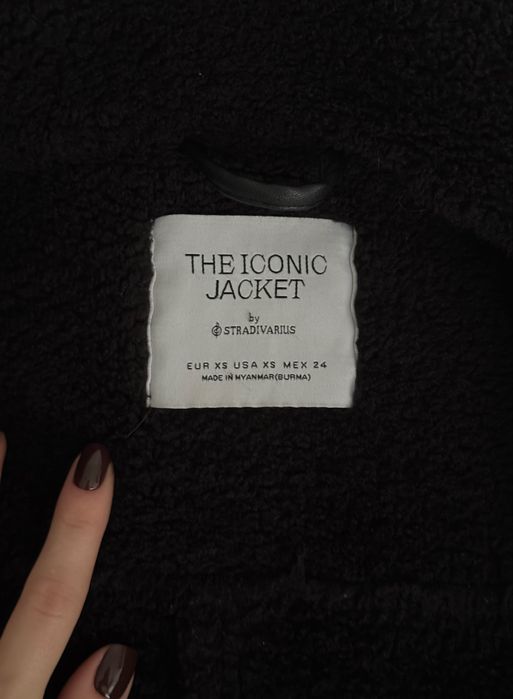 THE ICONIC
JACKET
by
STRADIVARIUS
EUR XS USA XS MEX 24
MADE IN MYANMAR(BURMA)